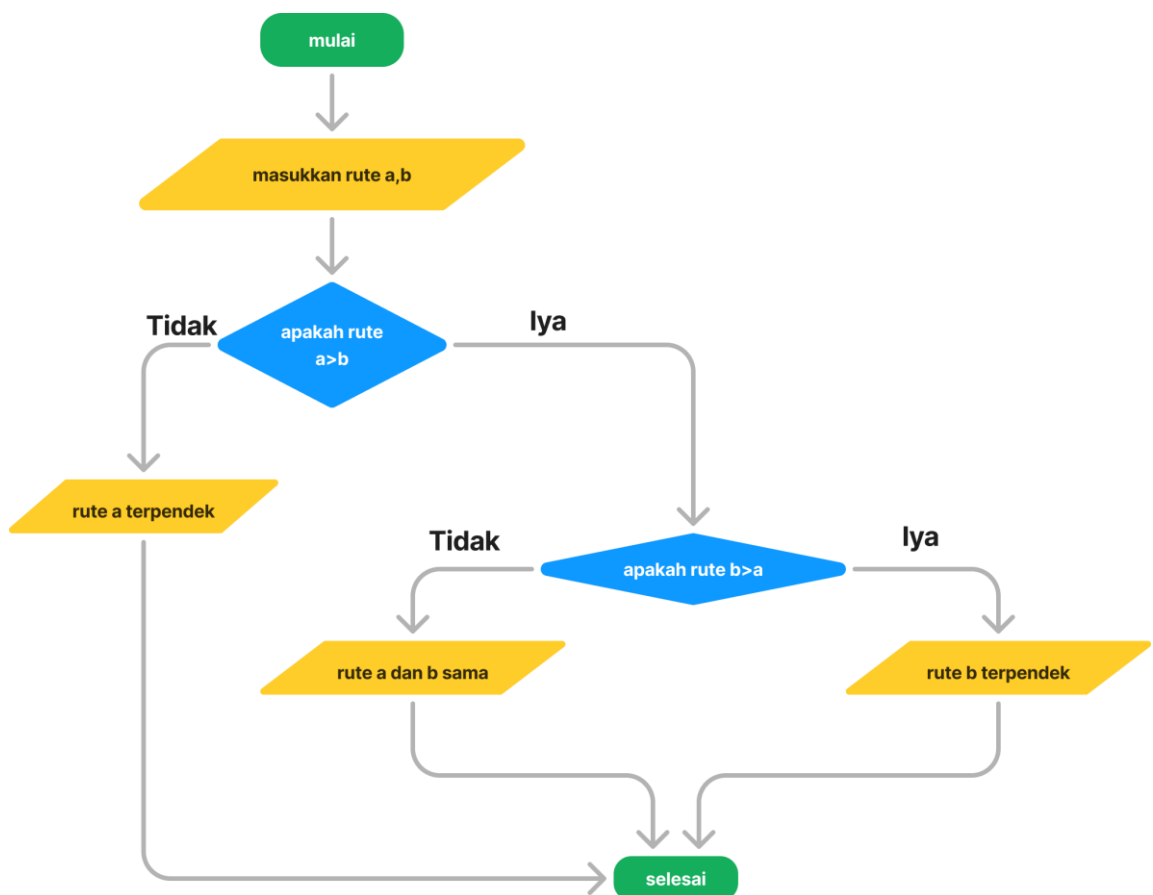 mulai
masukkan rute a,b
Tidak
Iya
apakah rute
a>b
rute a terpendek
Tidak
Iya
apakah rute b>a
rute a dan b sama
rute b terpendek
selesai